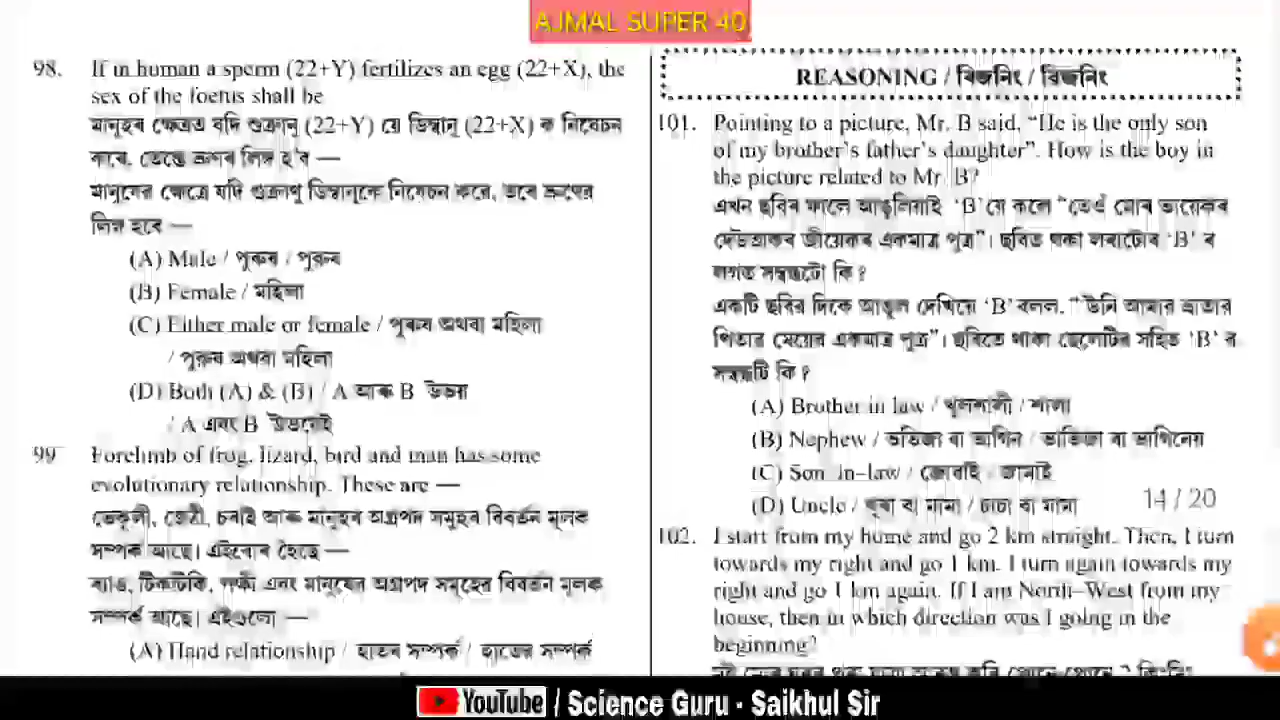 AJMAL SUPER 40
98. If in human a sperm (22+Y) fertilizes an egg (22+X), the
sex of the foetus shall be
মানুহৰ ক্ষেত্ৰত যদি শুক্ৰাণু (22+Y) য়ে ডিম্বাণু (22+X) ক নিষেচন
কৰে, তেন্তে ভ্ৰূণৰ লিঙ্গ হ'ব —
মানুষের ক্ষেত্রে যদি শুক্রাণু ডিম্বাণুকে নিষেচন করে, তবে ভ্রূণের
লিঙ্গ হবে —
(A) Male / পুৰুষ / পুরুষ
(B) Female / মহিলা
(C) Either male or female / পুৰুষ অথবা মহিলা
/ পুরুষ অথবা মহিলা
(D) Both (A) & (B) / A আৰু B উভয়
/ A এবং B উভয়েই
99 Forelimb of frog, lizard, bird and man has some
evolutionary relationship. These are —
ভেকুলী, জেঠী, চৰাই আৰু মানুহৰ অগ্ৰপদ সমূহৰ বিবৰ্তন মূলক
সম্পৰ্ক আছে। এইবোৰ হৈছে —
ব্যাঙ, টিকটিকি, পক্ষী এবং মানুষের অগ্রপদ সমূহের বিবর্তন মূলক
সম্পর্ক আছে। এইগুলো —
(A) Hand relationship / হাতৰ সম্পৰ্ক / হাতের সম্পর্ক
REASONING / ৰিজনিং / রিজনিং
101. Pointing to a picture, Mr. B said, “He is the only son
of my brother’s father’s daughter”. How is the boy in
the picture related to Mr. B?
এখন ছবিৰ ফালে আঙুলিয়াই ‘B’য়ে কলে “তেওঁ মোৰ ভায়েকৰ
দেউতাকৰ জীয়েকৰ একমাত্ৰ পুত্ৰ”। ছবিত থকা লৰাটোৰ ‘B’ ৰ
লগত সম্বন্ধটো কি ?
একটি ছবির দিকে আঙুল দেখিয়ে ‘B’ বলল, “উনি আমার ভ্রাতার
পিতার মেয়ের একমাত্র পুত্র”। ছবিতে থাকা ছেলেটির সহিত ‘B’ র
সম্বন্ধটি কি ?
(A) Brother in law / খুলশালী / শালা
(B) Nephew / ভতিজা বা ভাগিন / ভাতিজা বা ভাগিনেয়
(C) Son–in–law / জোৱাঁই / জামাই
(D) Uncle / খুৰা বা মামা / চাচা বা মামা
14 / 20
102. I start from my home and go 2 km straight. Then, I turn
towards my right and go 1 km. I turn again towards my
right and go 1 km again. If I am North–West from my
house, then in which direction was I going in the
beginning?
YouTube / Science Guru - Saikhul Sir